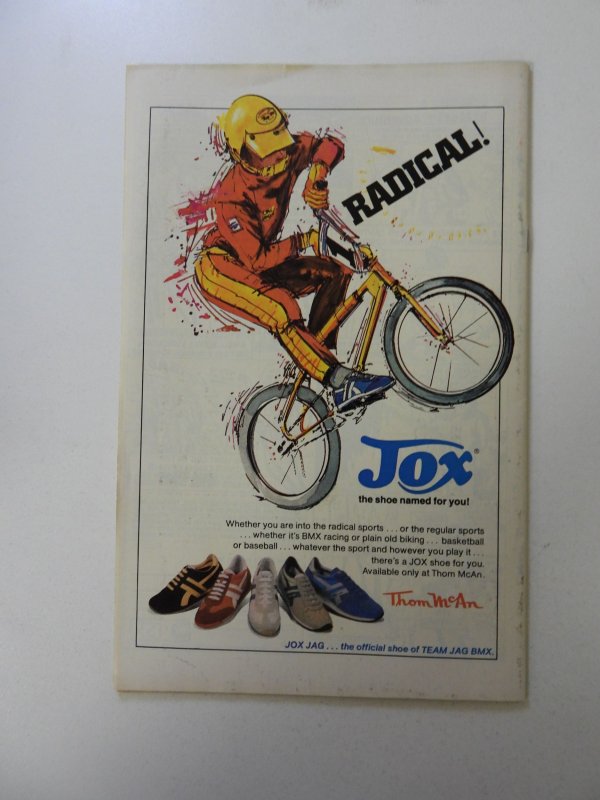 RADICAL!
Jox®
the shoe named for you!
Whether you are into the radical sports . . . or the regular sports
. . . whether it's BMX racing or plain old biking . . . basketball
or baseball . . . whatever the sport and however you play it . . .
there's a JOX shoe for you.
Available only at Thom McAn.
Thom McAn
JOX JAG . . . the official shoe of TEAM JAG BMX.